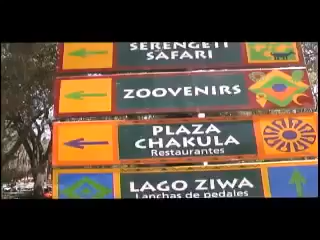 SERENGETI
SAFARI
ZOOVENIRS
PLAZA
CHAKULA
Restaurantes
LAGO ZIWA
Lanchas de pedales